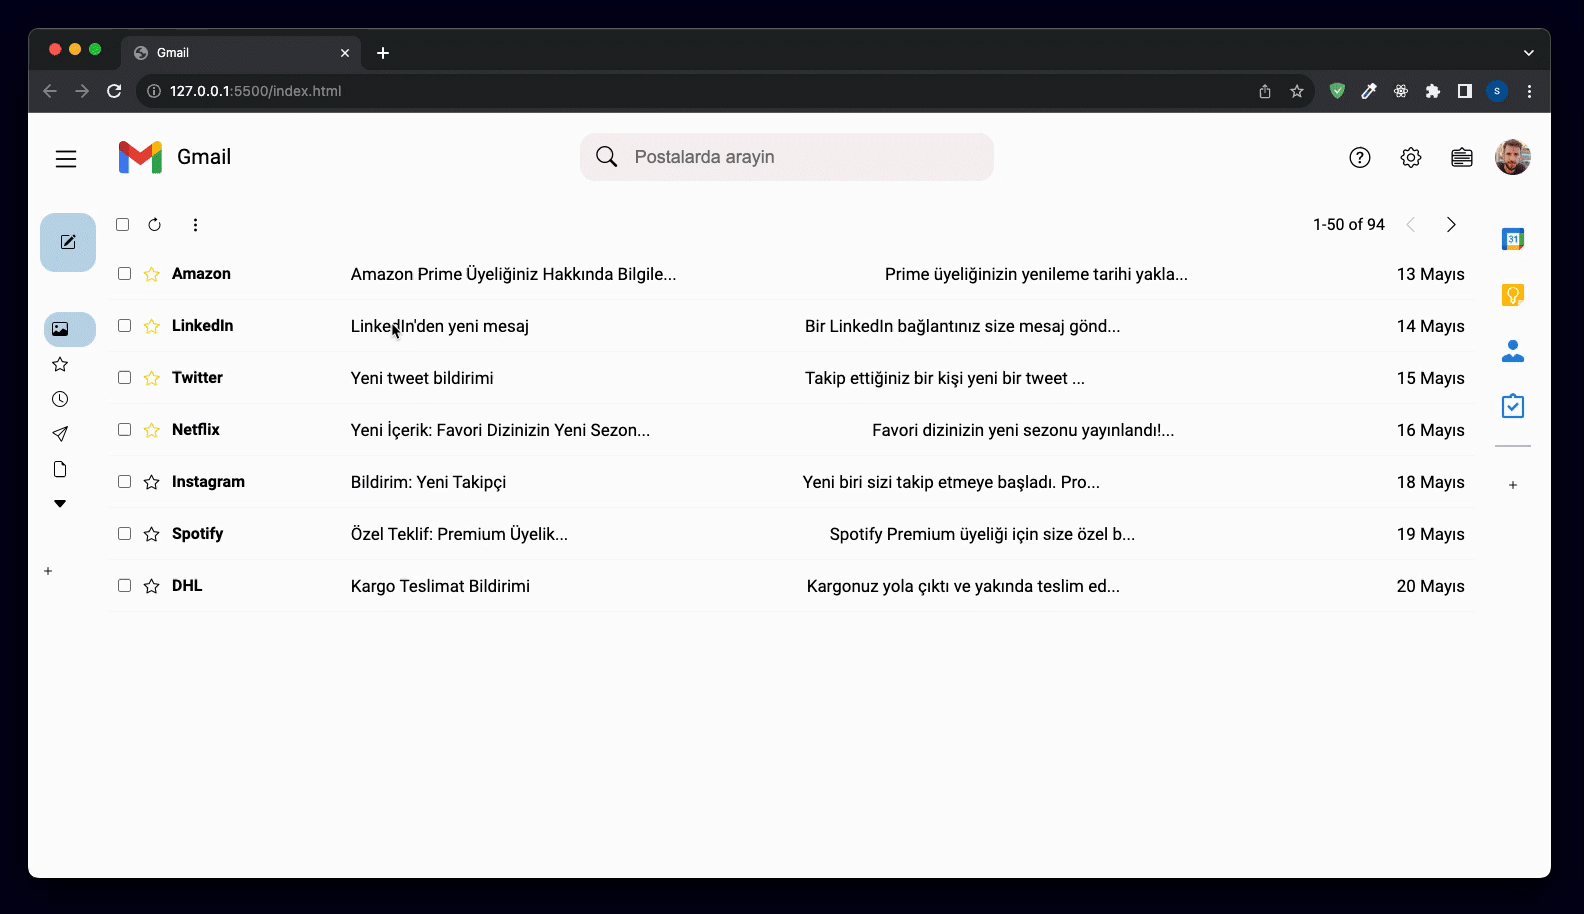 Gmail
127.0.0.1:5500/index.html
S
Gmail
Postalarda arayin
1-50 of 94
31
Amazon Amazon Prime Üyeliğiniz Hakkında Bilgile... Prime üyeliğinizin yenileme tarihi yakla... 13 Mayıs
LinkedIn LinkedIn'den yeni mesaj Bir LinkedIn bağlantınız size mesaj gönd... 14 Mayıs
Twitter Yeni tweet bildirimi Takip ettiğiniz bir kişi yeni bir tweet ... 15 Mayıs
Netflix Yeni İçerik: Favori Dizinizin Yeni Sezon... Favori dizinizin yeni sezonu yayınlandı!... 16 Mayıs
Instagram Bildirim: Yeni Takipçi Yeni biri sizi takip etmeye başladı. Pro... 18 Mayıs
Spotify Özel Teklif: Premium Üyelik... Spotify Premium üyeliği için size özel b... 19 Mayıs
DHL Kargo Teslimat Bildirimi Kargonuz yola çıktı ve yakında teslim ed... 20 Mayıs